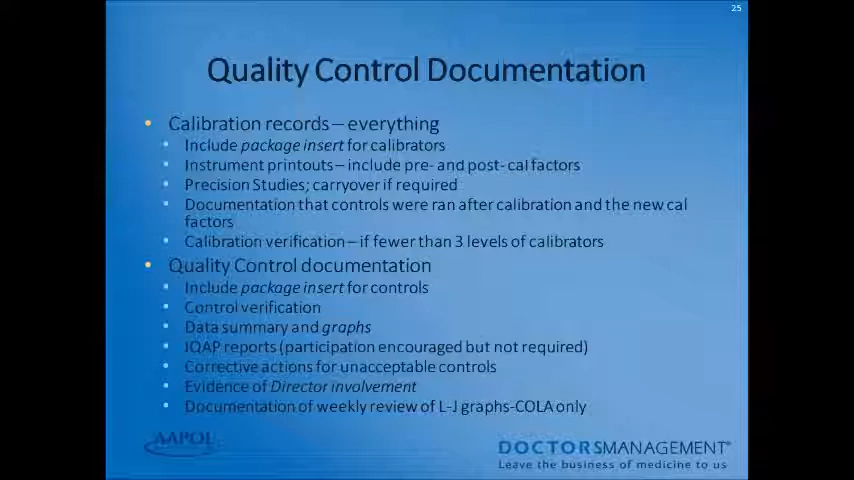 25
Quality Control Documentation
• Calibration records – everything
• Include package insert for calibrators
• Instrument printouts – include pre- and post- cal factors
• Precision Studies; carryover if required
• Documentation that controls were ran after calibration and the new cal
factors
• Calibration verification – if fewer than 3 levels of calibrators
• Quality Control documentation
• Include package insert for controls
• Control verification
• Data summary and graphs
• IQAP reports (participation encouraged but not required)
• Corrective actions for unacceptable controls
• Evidence of Director involvement
• Documentation of weekly review of L-J graphs-COLA only
AAPOL
DOCTORSMANAGEMENT®
Leave the business of medicine to us